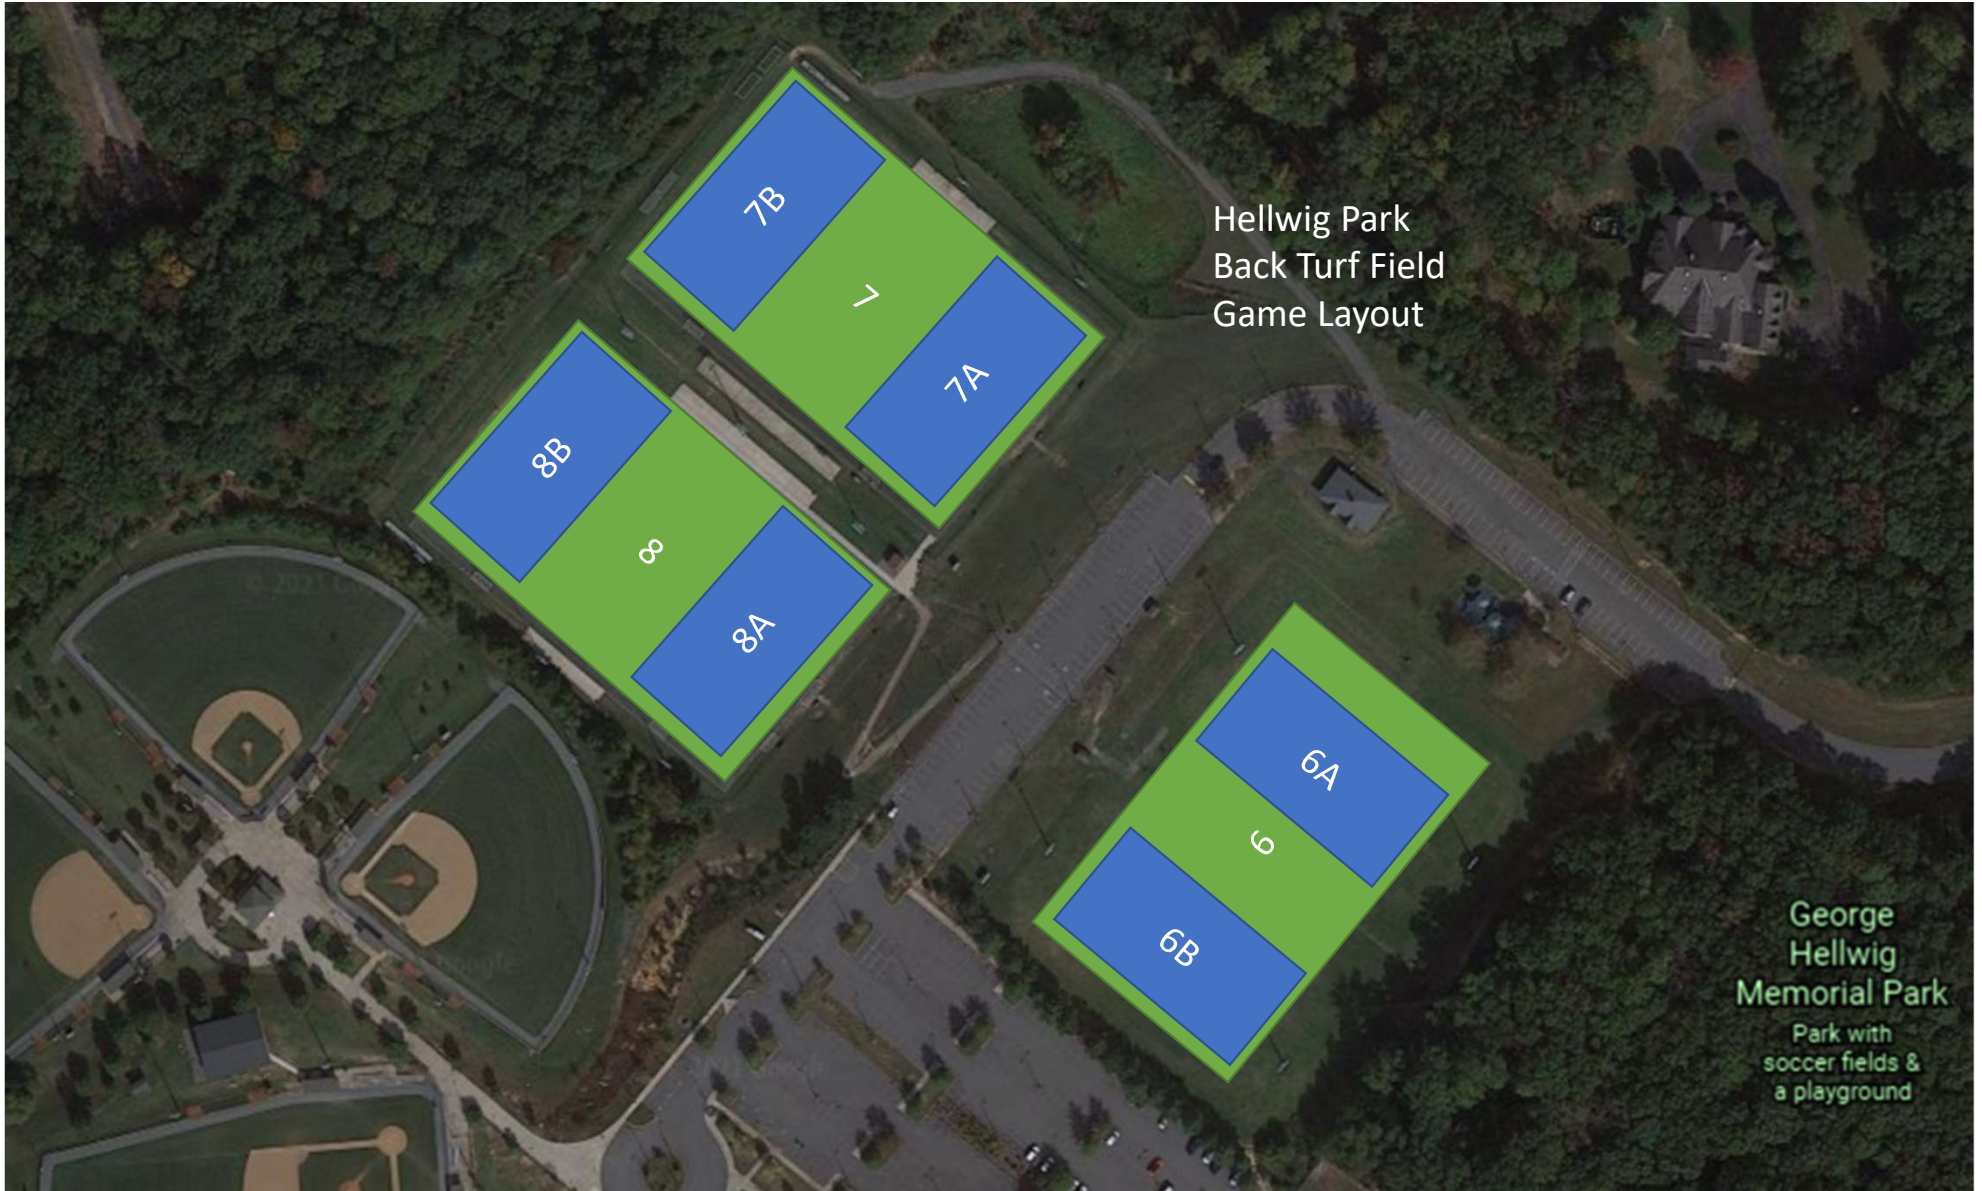 7B
Hellwig Park
Back Turf Field
Game Layout
7
7A
8B
8
8A
6A
6
6B
George
Hellwig
Memorial Park
Park with
soccer fields &
a playground